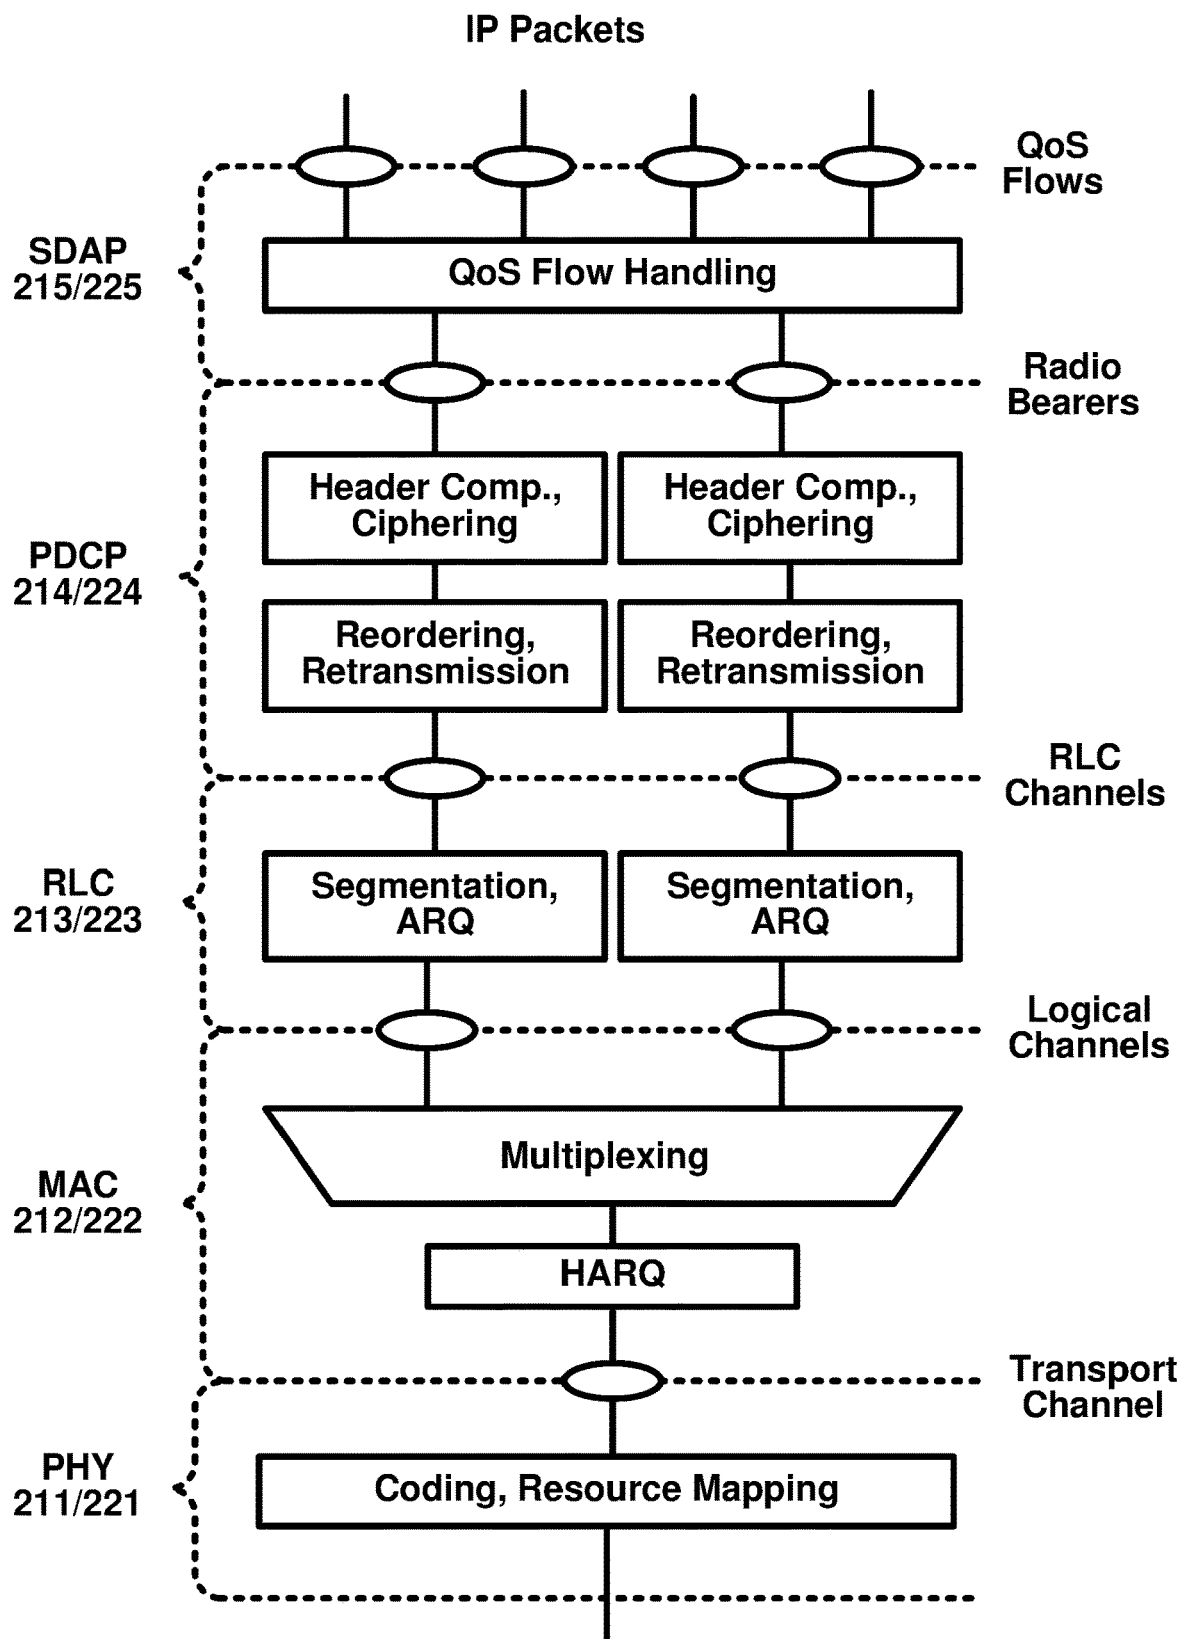 IP Packets
QoS
Flows
SDAP
215/225
QoS Flow Handling
Radio
Bearers
Header Comp.,
Ciphering
Header Comp.,
Ciphering
PDCP
214/224
Reordering,
Retransmission
Reordering,
Retransmission
RLC
Channels
RLC
213/223
Segmentation,
ARQ
Segmentation,
ARQ
Logical
Channels
Multiplexing
MAC
212/222
HARQ
Transport
Channel
PHY
211/221
Coding, Resource Mapping